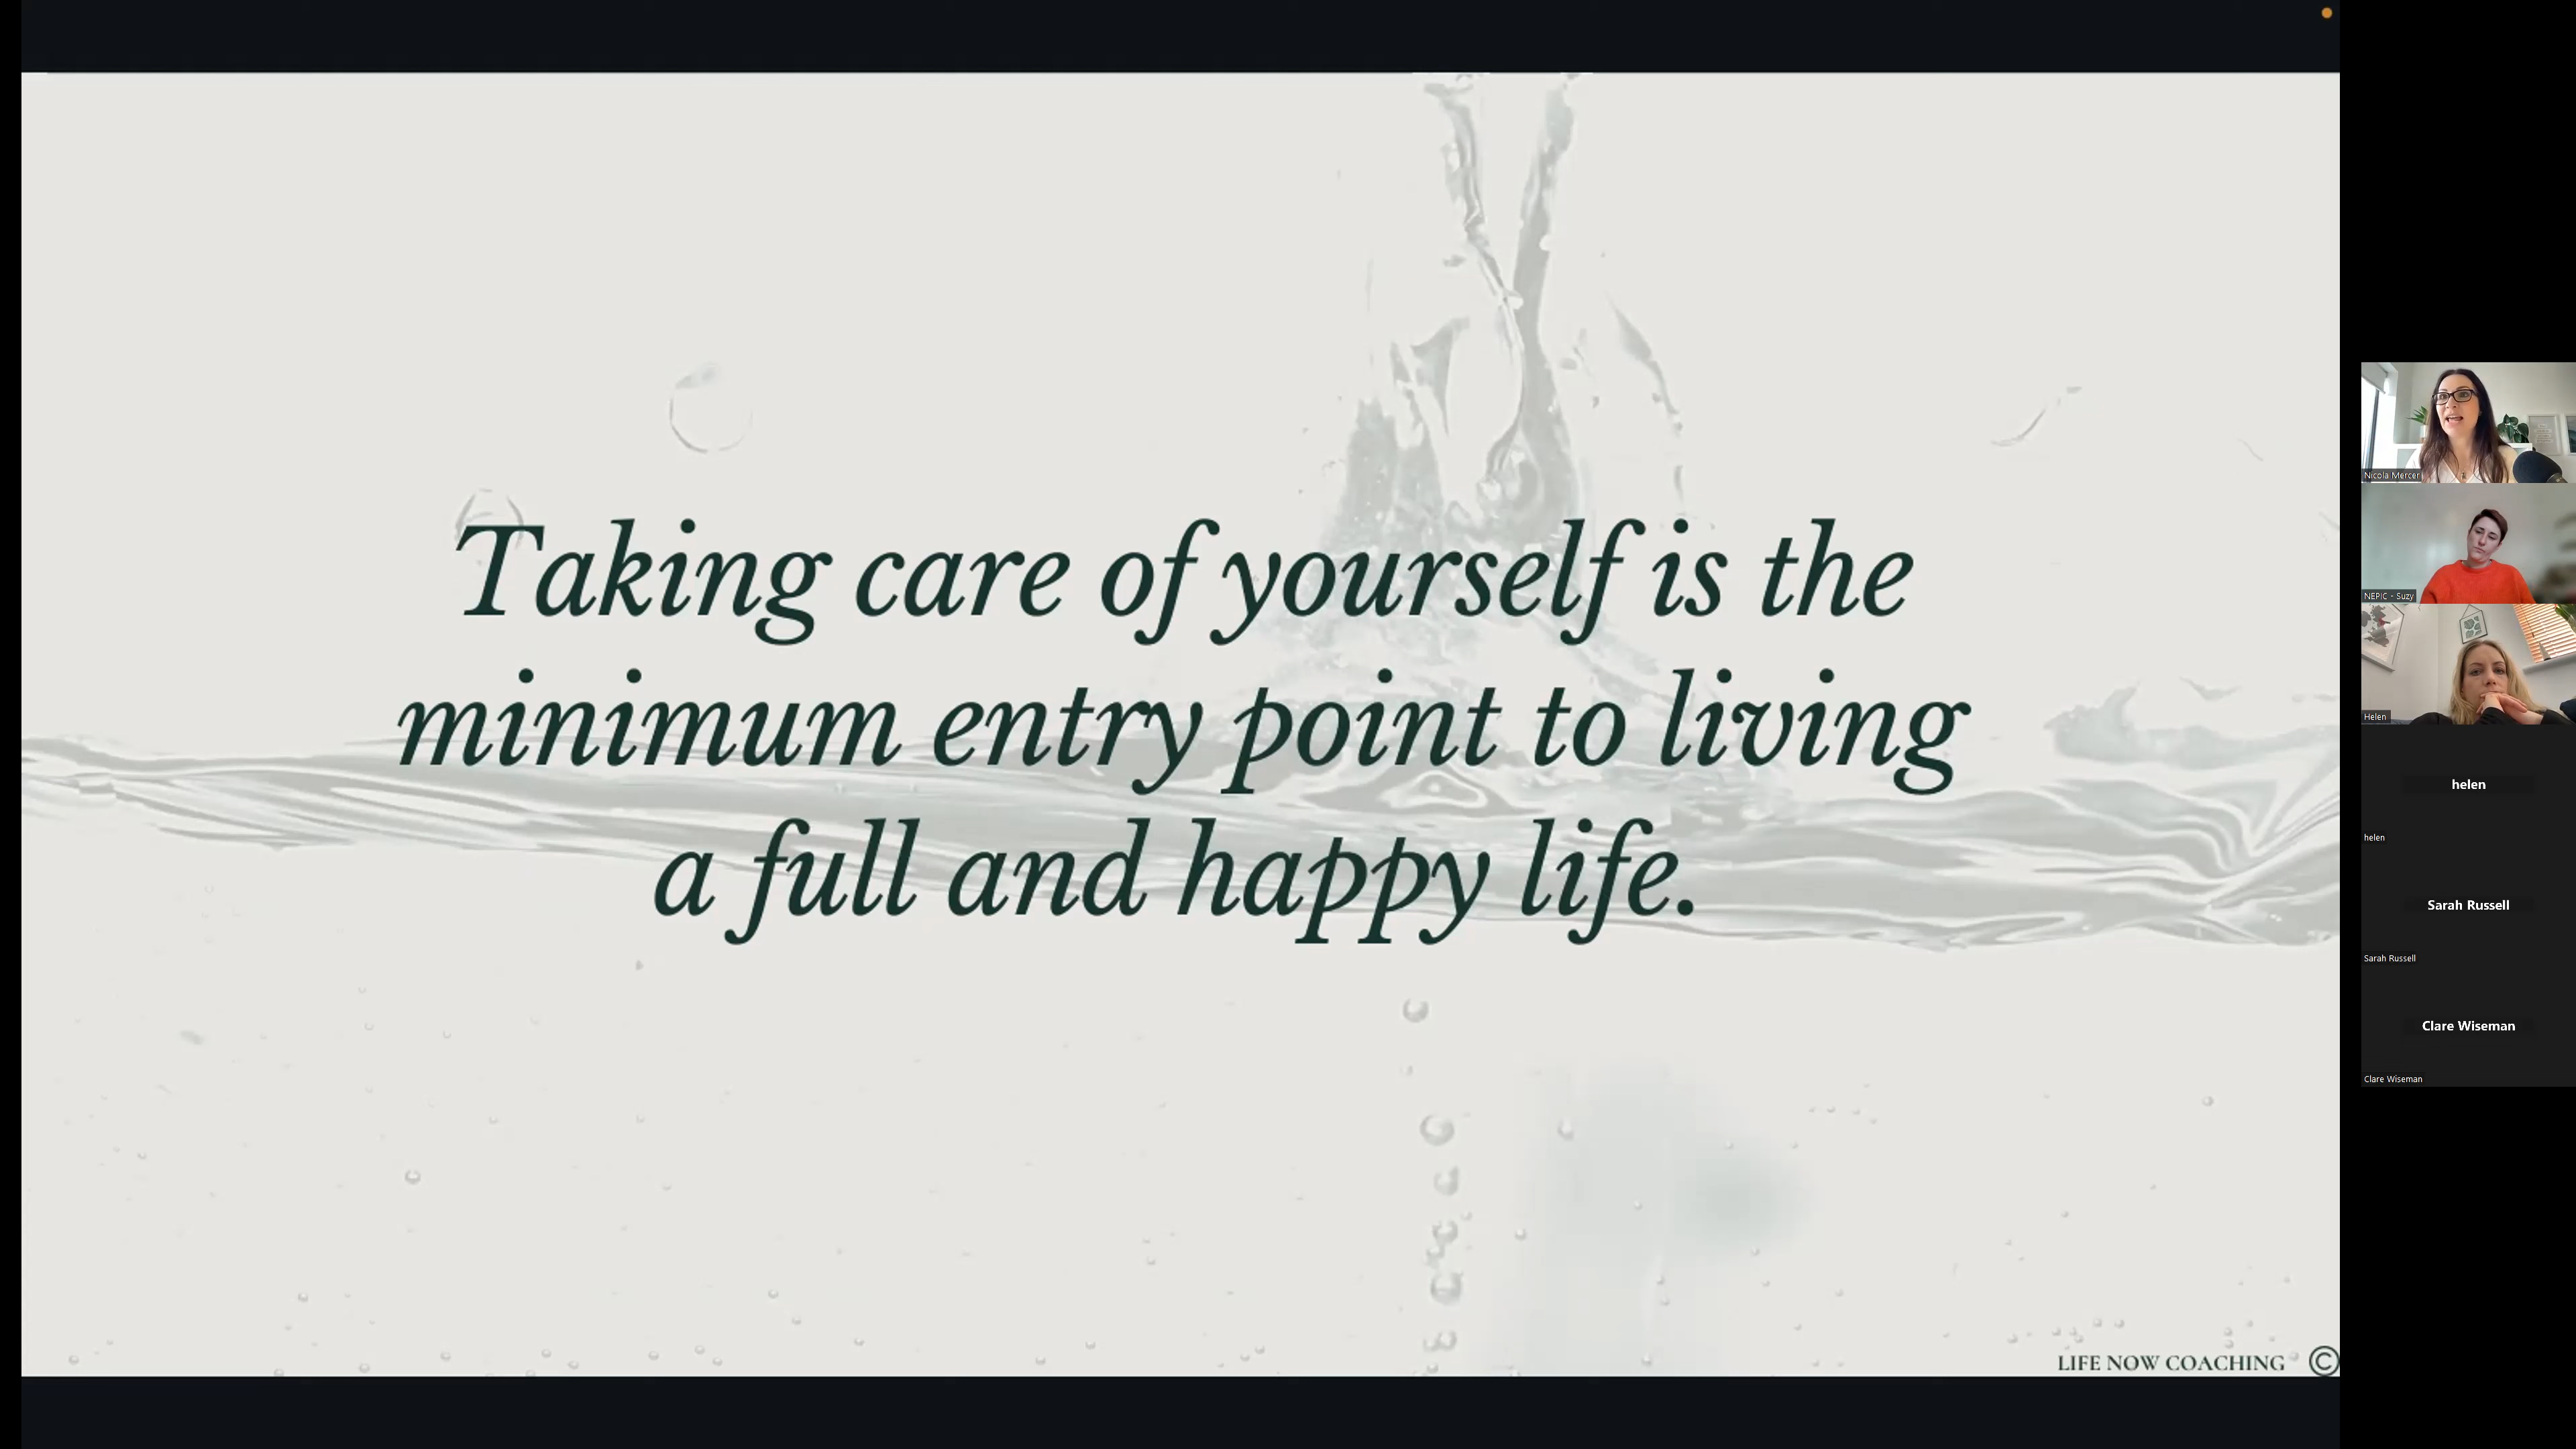 Taking care of yourself is the
minimum entry point to living
a full and happy life.
LIFE NOW COACHING ©
Nicola Mercer
NEPIC - Suzy
Helen
helen
helen
Sarah Russell
Sarah Russell
Clare Wiseman
Clare Wiseman